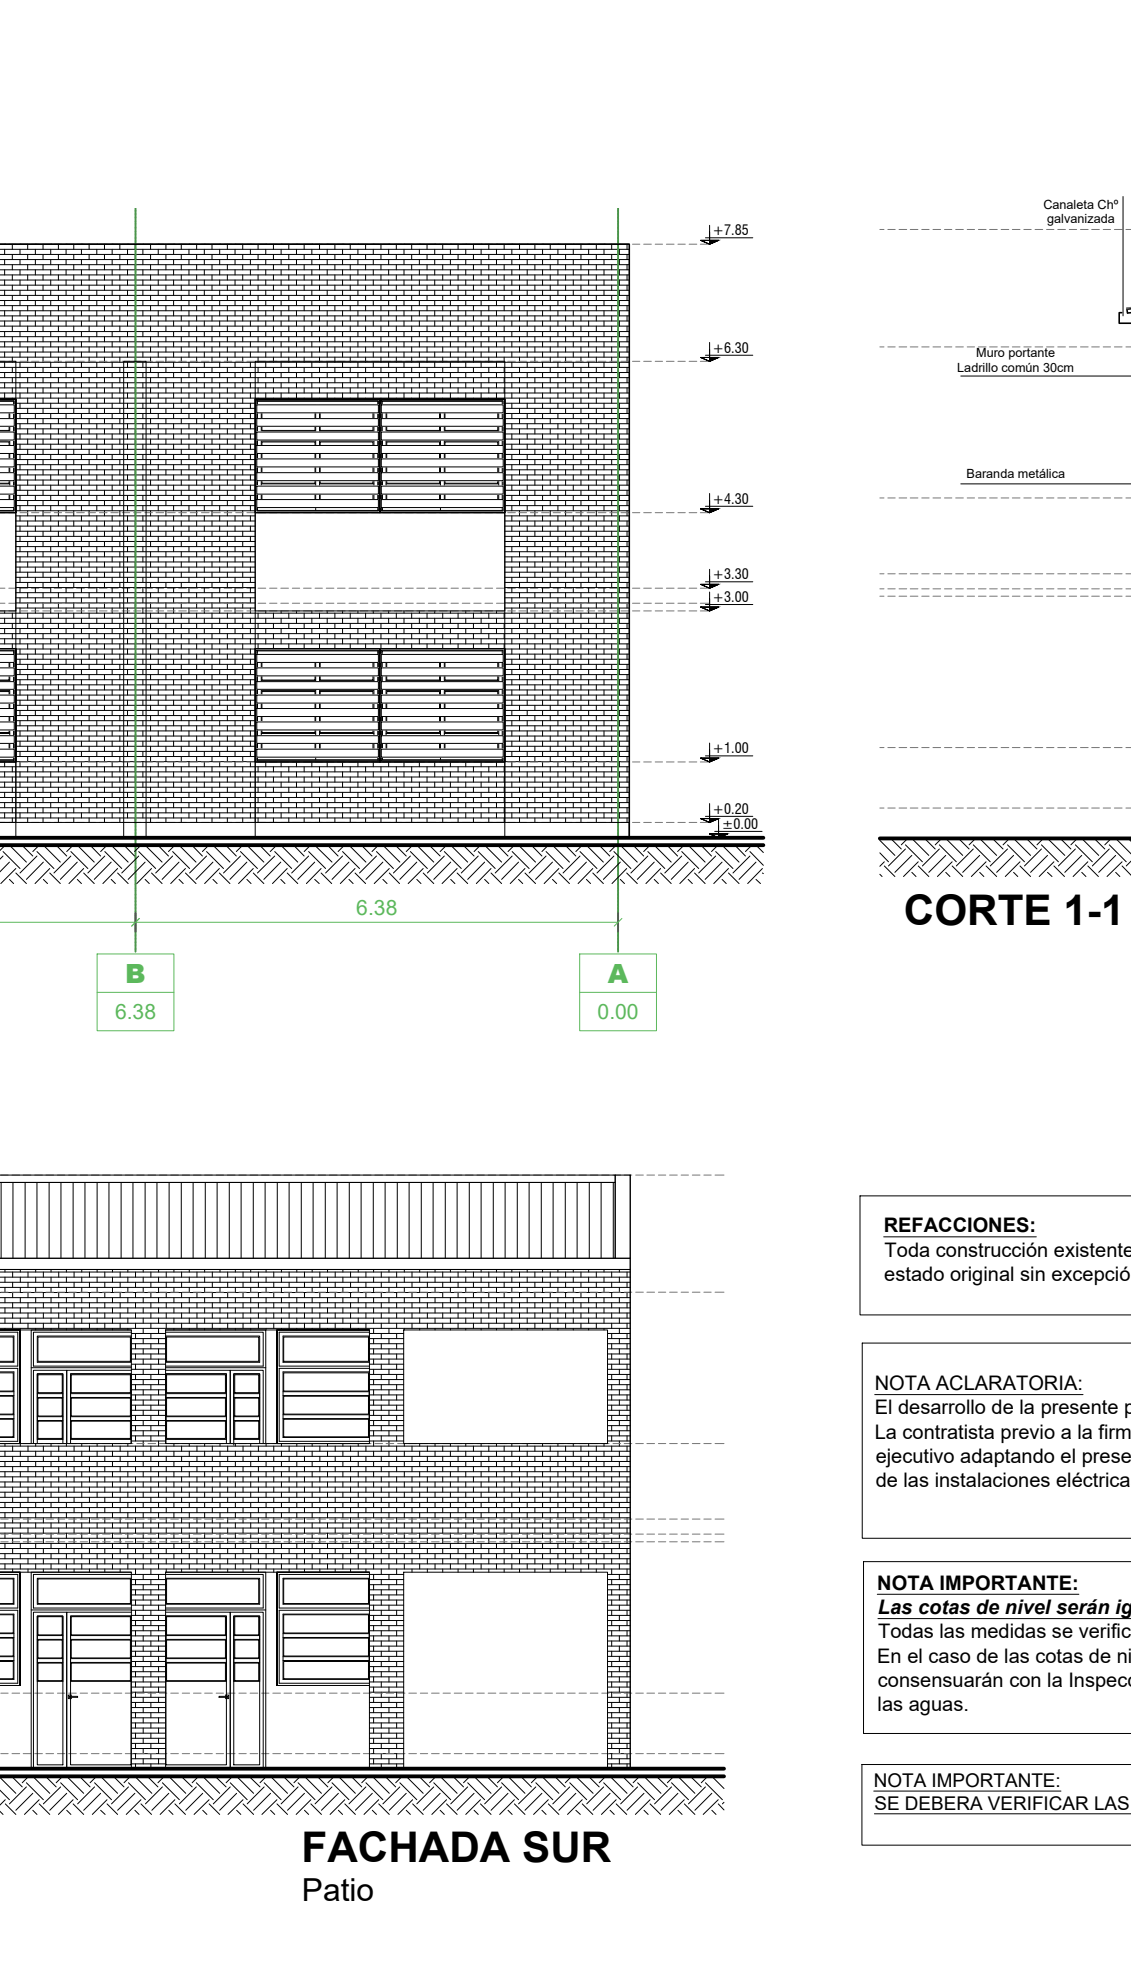 +7.85
+6.30
+4.30
+3.30
+3.00
+1.00
+0.20
±0.00
6.38
B
6.38
A
0.00
Canaleta Chº
galvanizada
Muro portante
Ladrillo común 30cm
Baranda metálica
CORTE 1-1
FACHADA SUR
Patio
REFACCIONES:
Toda construcción existente
estado original sin excepció
NOTA ACLARATORIA:
El desarrollo de la presente p
La contratista previo a la firm
ejecutivo adaptando el prese
de las instalaciones eléctrica
NOTA IMPORTANTE:
Las cotas de nivel serán ig
Todas las medidas se verific
En el caso de las cotas de ni
consensuarán con la Inspecc
las aguas.
NOTA IMPORTANTE:
SE DEBERA VERIFICAR LAS